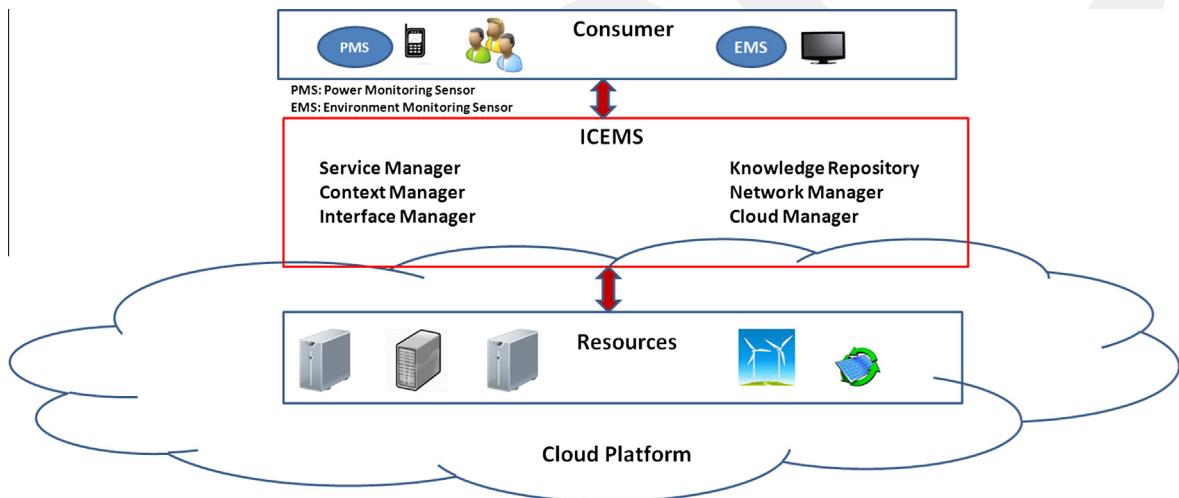 Consumer
PMS
EMS
PMS: Power Monitoring Sensor
EMS: Environment Monitoring Sensor
ICEMS
Service Manager
Context Manager
Interface Manager
Knowledge Repository
Network Manager
Cloud Manager
Resources
Cloud Platform